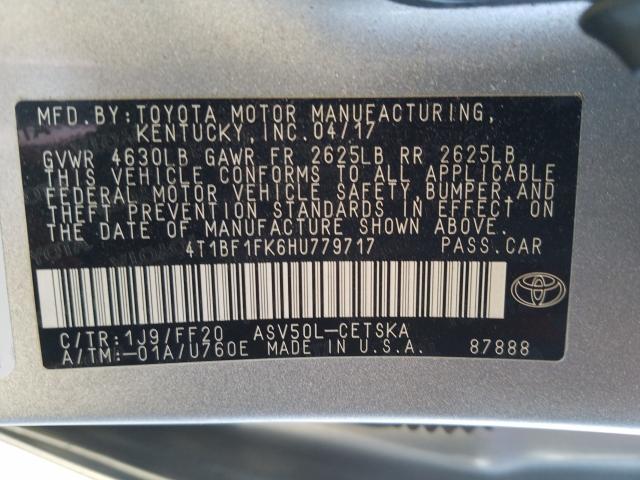 MFD.BY:TOYOTA MOTOR MANUFACTURING,
KENTUCKY, INC. 04/17
GVWR 4630LB GAWR FR 2625LB RR 2625LB
THIS VEHICLE CONFORMS TO ALL APPLICABLE
FEDERAL MOTOR VEHICLE SAFETY,BUMPER,AND
THEFT PREVENTION STANDARDS IN EFFECT ON
THE DATE OF MANUFACTURE SHOWN ABOVE.
4T1BF1FK6HU779717 PASS.CAR
C/TR:1J9/FF20 ASV50L-CETSKA
A/TM:-01A/U760E MADE IN U.S.A. 87888